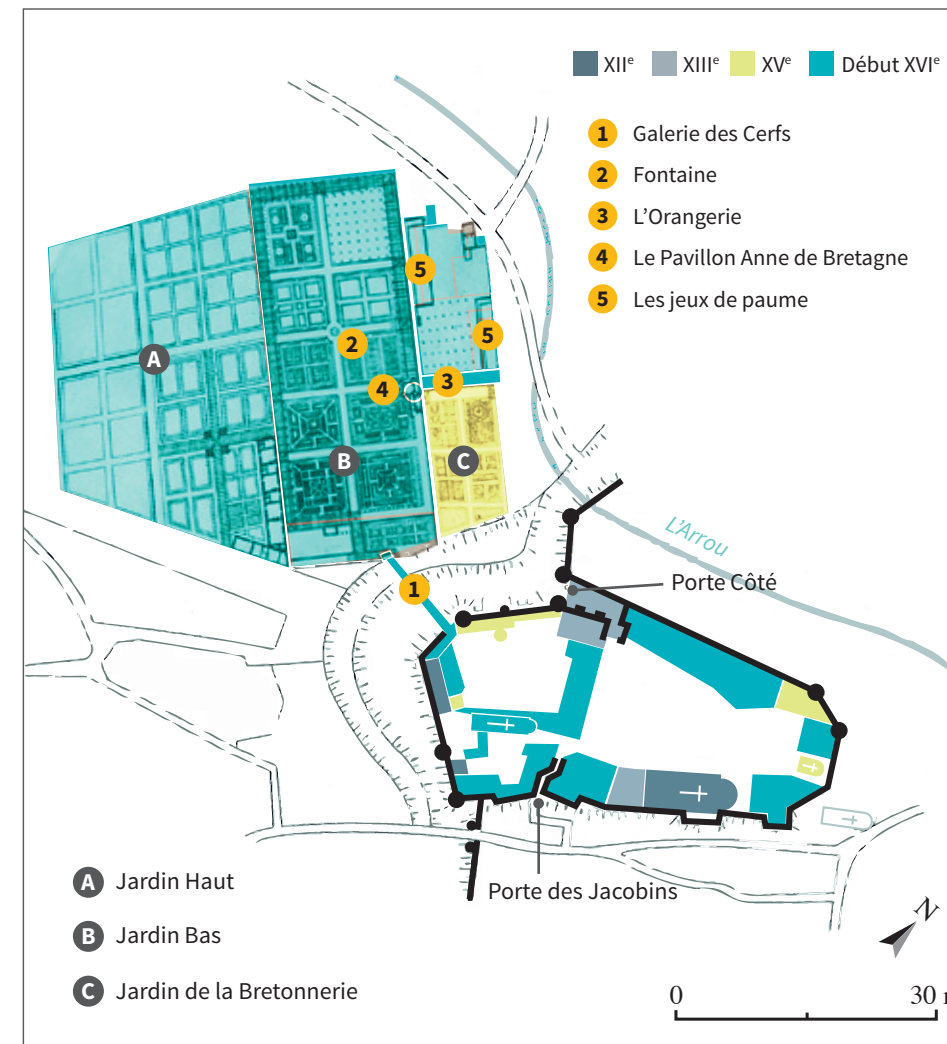 XIIe XIIIe XVe Début XVIe
1 Galerie des Cerfs
2 Fontaine
3 L'Orangerie
4 Le Pavillon Anne de Bretagne
5 Les jeux de paume
5
5
2
A
4
3
B
C
L'Arrou
1
Porte Côté
A Jardin Haut
Porte des Jacobins
B Jardin Bas
N
C Jardin de la Bretonnerie
0 30